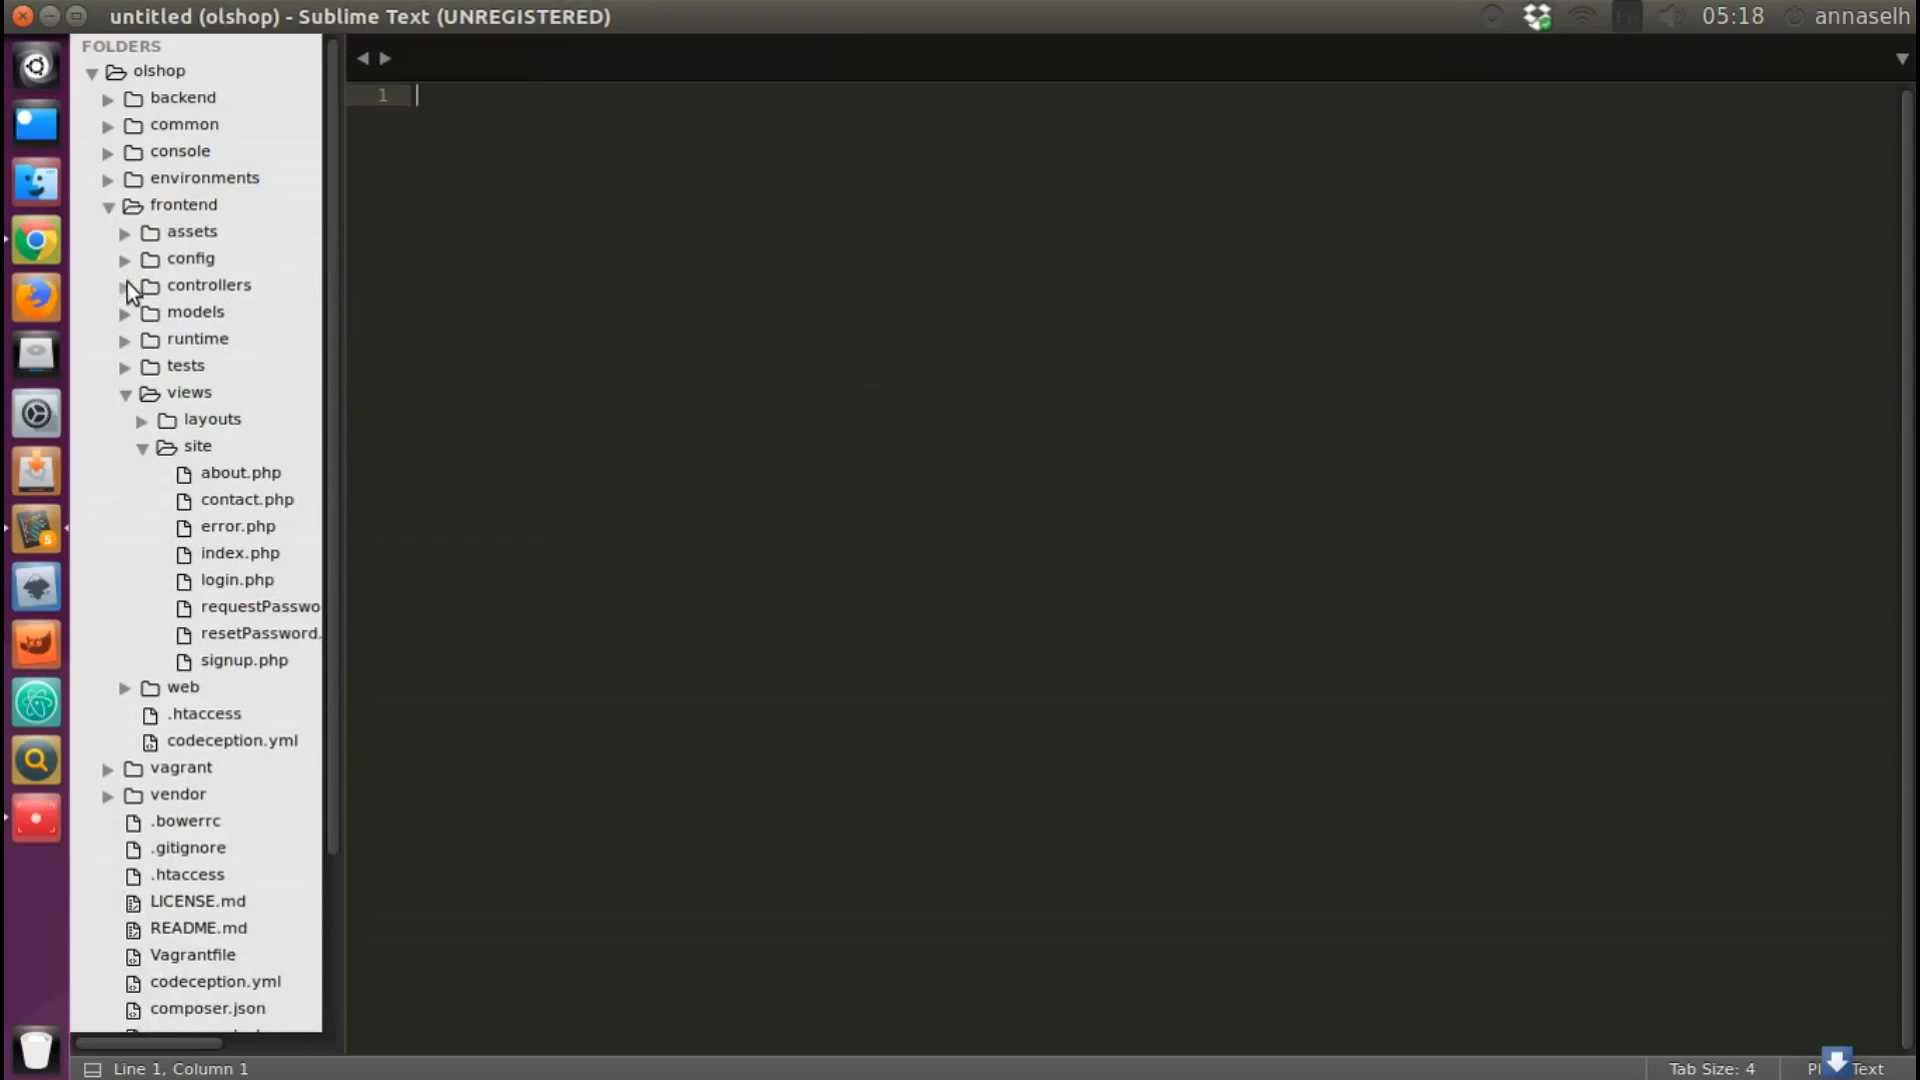 untitled (olshop) - Sublime Text (UNREGISTERED)
05:18
annaselh
FOLDERS
olshop
backend
common
console
environments
frontend
assets
config
controllers
models
runtime
tests
views
layouts
site
about.php
contact.php
error.php
index.php
login.php
requestPasswo
resetPassword.
signup.php
web
.htaccess
codeception.yml
vagrant
vendor
.bowerrc
.gitignore
.htaccess
LICENSE.md
README.md
Vagrantfile
codeception.yml
composer.json
1
Line 1, Column 1
Tab Size: 4
Text